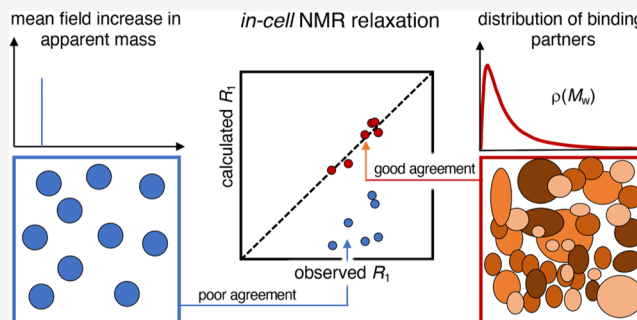 mean field increase in
apparent mass
in-cell NMR relaxation
distribution of binding
partners
calculated R₁
ρ(Mw)
good agreement
observed R₁
poor agreement